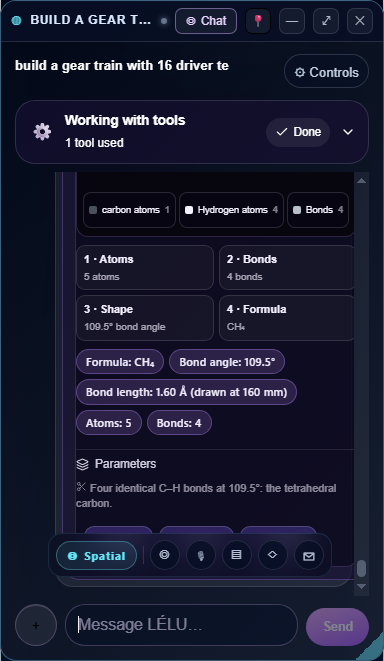 BUILD A GEAR T...
Chat
build a gear train with 16 driver te
Controls
Working with tools
1 tool used
Done
carbon atoms 1
Hydrogen atoms 4
Bonds 4
1 · Atoms
5 atoms
2 · Bonds
4 bonds
3 · Shape
109.5° bond angle
4 · Formula
CH₄
Formula: CH₄
Bond angle: 109.5°
Bond length: 1.60 Å (drawn at 160 mm)
Atoms: 5
Bonds: 4
Parameters
Four identical C–H bonds at 109.5°: the tetrahedral
carbon.
Spatial
Message LÉLU...
Send